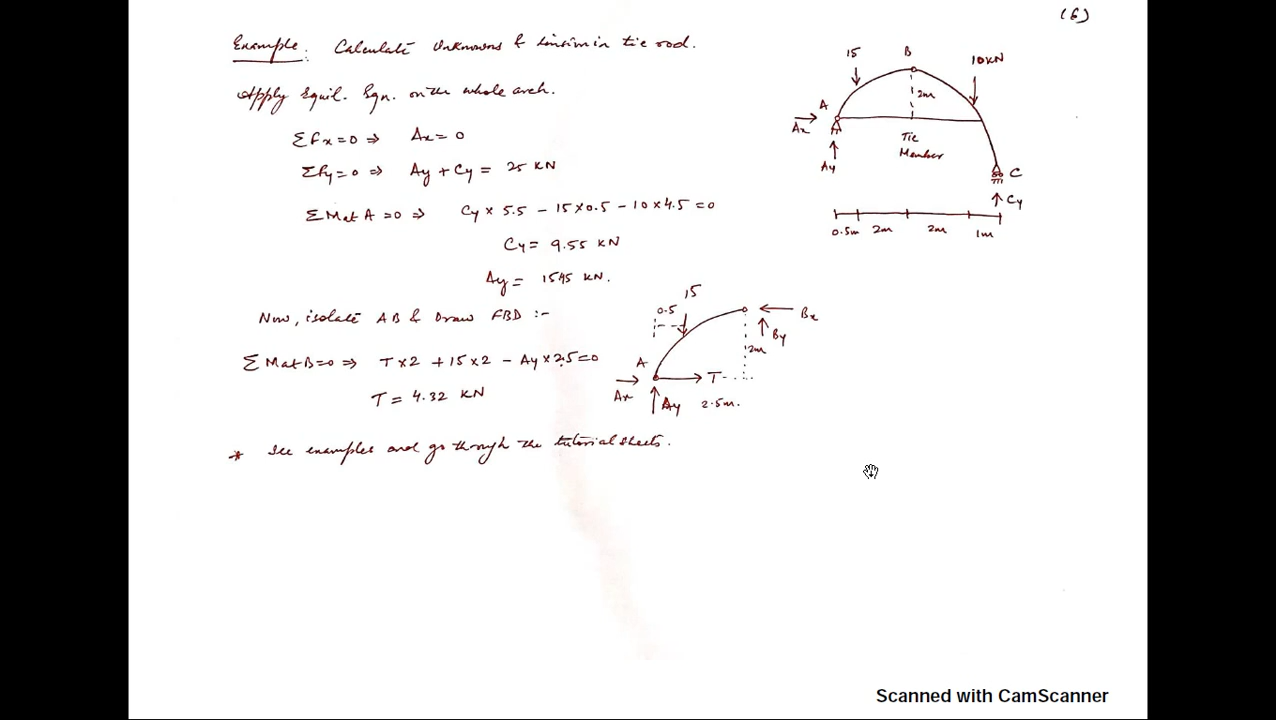 (6)
Example: Calculate Unknowns & tension in tie rod.
Apply Equil. Eqn. on the whole arch.
ΣFx=0 ⇒ Ax=0
ΣFy=0 ⇒ Ay + Cy = 25 KN
ΣM at A =0 ⇒ Cy × 5.5 - 15×0.5 - 10×4.5 =0
Cy = 9.55 KN
Ay = 15.45 KN.
15 B 10KN
2m
A
Ax
Tie
Member
Ay
C
Cy
0.5m 2m 2m 1m
Now, isolate AB & Draw FBD :-
ΣM at B=0 ⇒ T×2 + 15×2 - Ay×2.5=0
T = 4.32 KN
15
0.5
Bx
By
2m
A
T
Ax
Ay 2.5m.
* See examples and go through the tutorial sheets.
Scanned with CamScanner